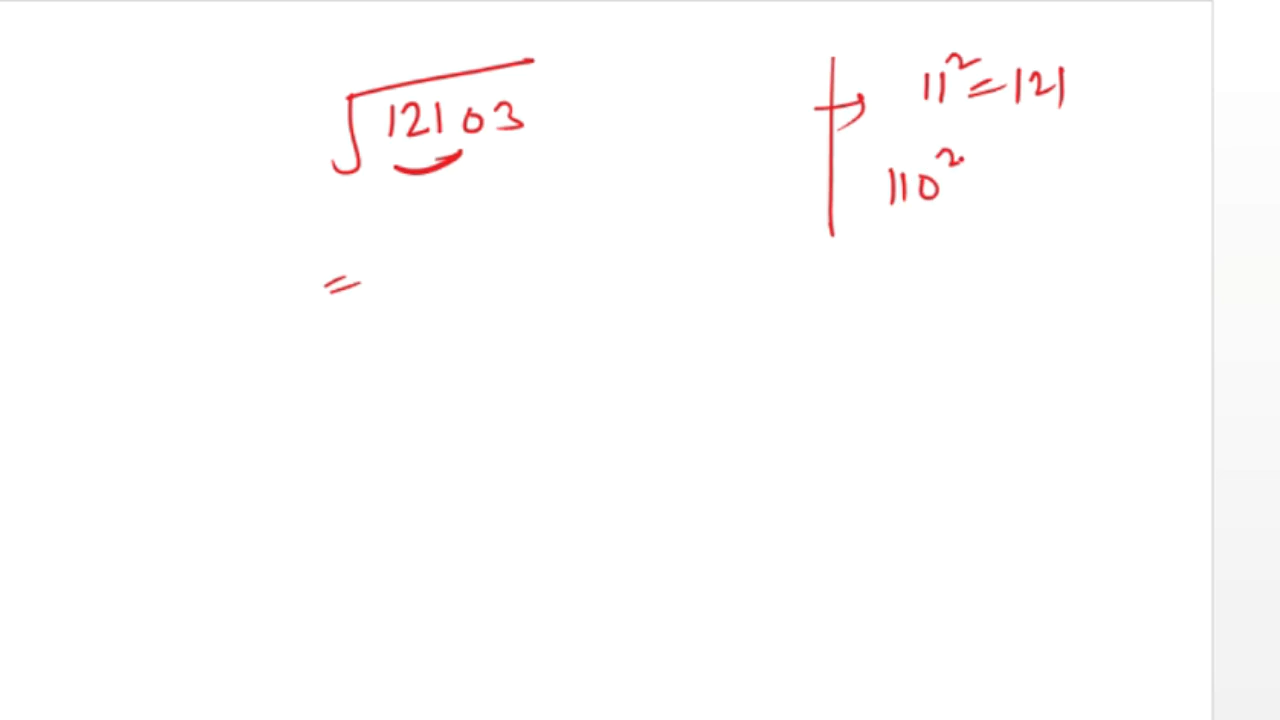 √12103
=
11²=121
110²